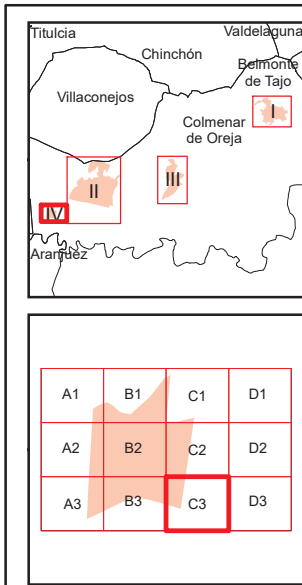 Titulcia
Valdelaguna
Chinchón
Belmonte
de Tajo
Villaconejos
I
Colmenar
de Oreja
II
III
IV
Aranjuez
A1 B1 C1 D1
A2 B2 C2 D2
A3 B3 C3 D3